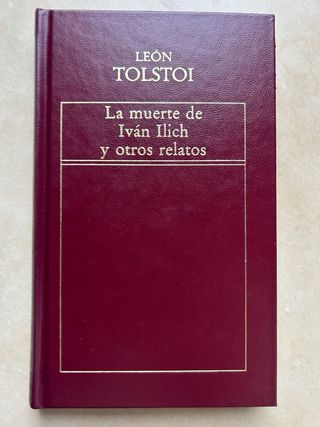 LEÓN
TOLSTOI
La muerte de
Iván Ilich
y otros relatos